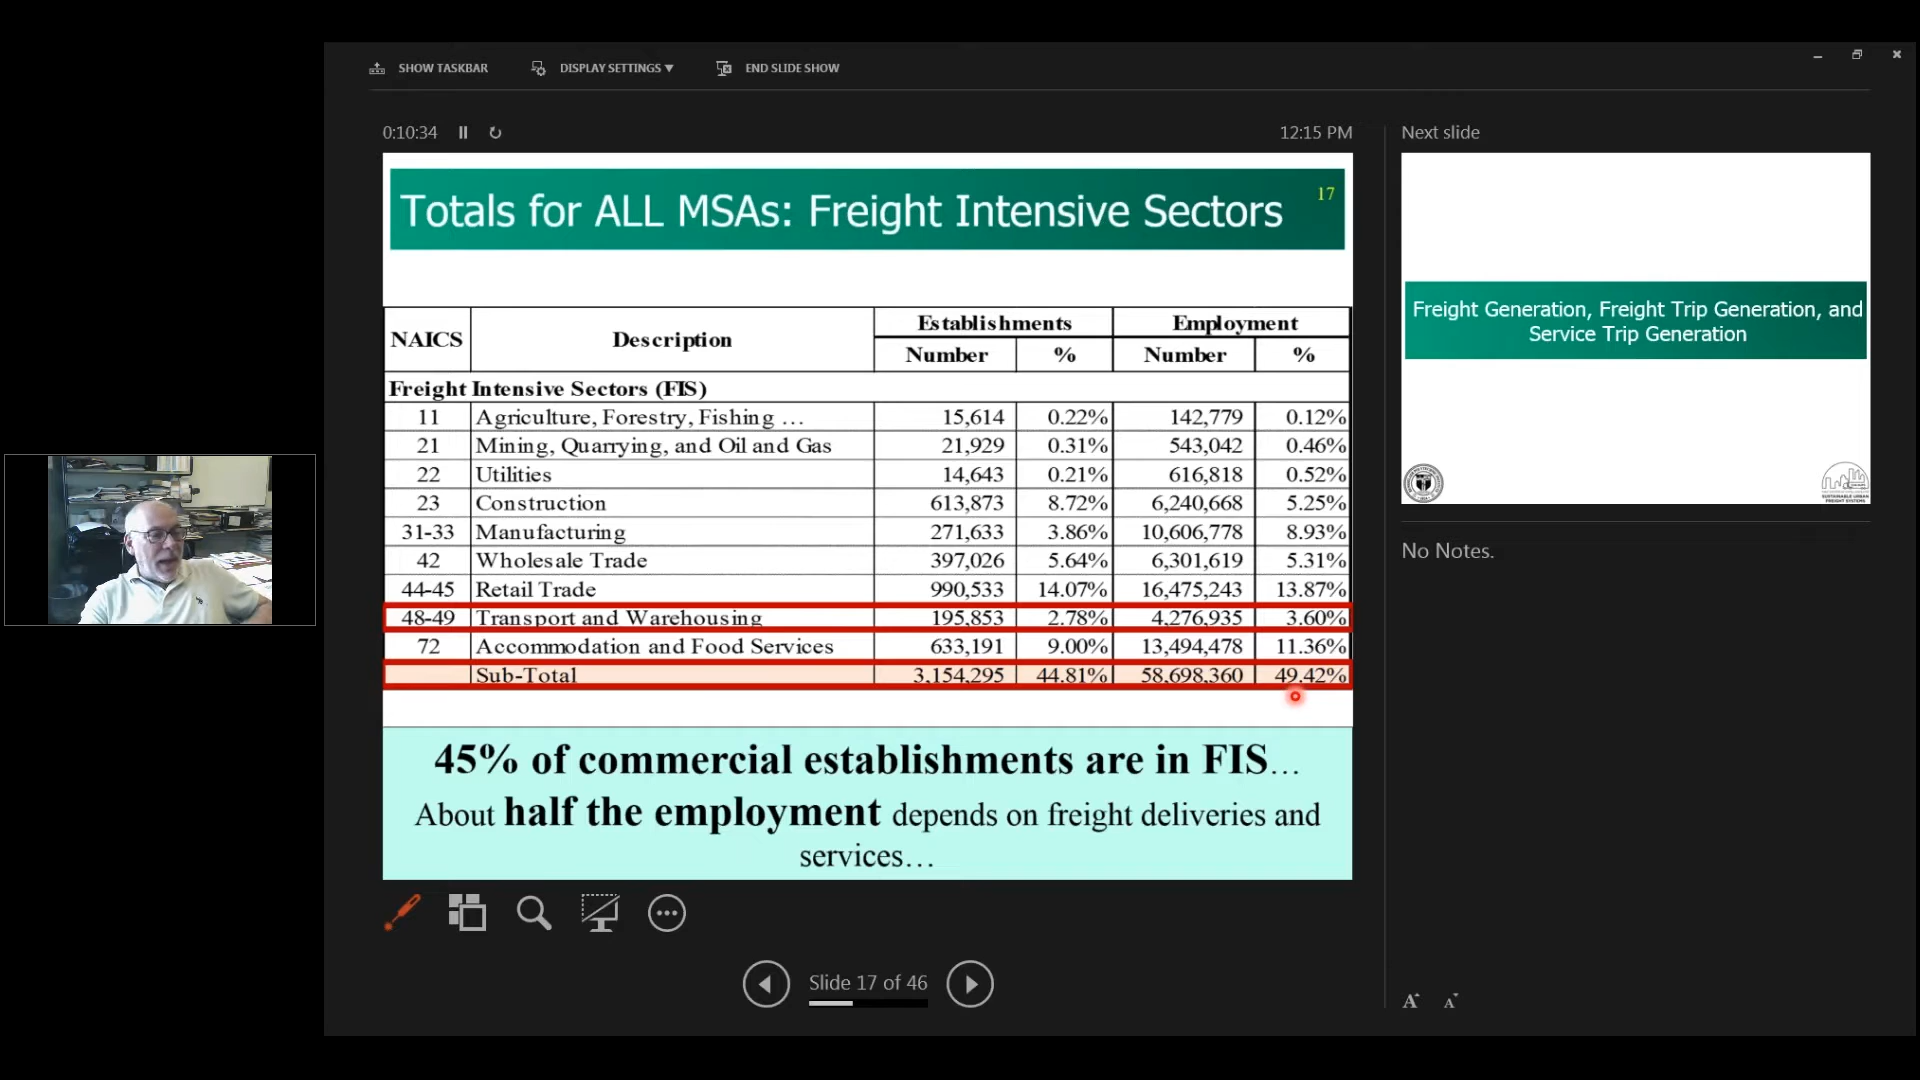 SHOW TASKBAR DISPLAY SETTINGS ▼ END SLIDE SHOW
0:10:34 12:15 PM
Totals for ALL MSAs: Freight Intensive Sectors 17
NAICS Description Establishments Employment
Number % Number %
Freight Intensive Sectors (FIS)
11 Agriculture, Forestry, Fishing … 15,614 0.22% 142,779 0.12%
21 Mining, Quarrying, and Oil and Gas 21,929 0.31% 543,042 0.46%
22 Utilities 14,643 0.21% 616,818 0.52%
23 Construction 613,873 8.72% 6,240,668 5.25%
31-33 Manufacturing 271,633 3.86% 10,606,778 8.93%
42 Wholesale Trade 397,026 5.64% 6,301,619 5.31%
44-45 Retail Trade 990,533 14.07% 16,475,243 13.87%
48-49 Transport and Warehousing 195,853 2.78% 4,276,935 3.60%
72 Accommodation and Food Services 633,191 9.00% 13,494,478 11.36%
Sub-Total 3,154,295 44.81% 58,698,360 49.42%
45% of commercial establishments are in FIS…
About half the employment depends on freight deliveries and
services…
Slide 17 of 46
Next slide
Freight Generation, Freight Trip Generation, and
Service Trip Generation
SUSTAINABLE URBAN
FREIGHT SYSTEMS
No Notes.
A A